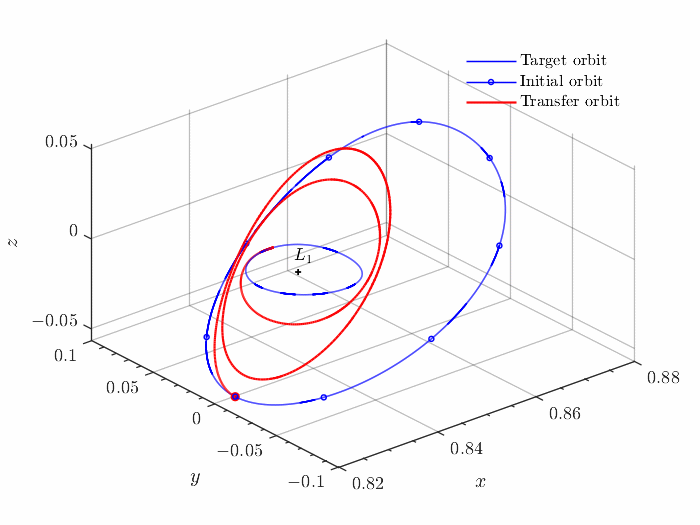 Target orbit
Initial orbit
Transfer orbit
0.05
0
−0.05
z
L1
0.1
0.05
0
−0.05
−0.1
y
0.82
0.84
0.86
0.88
x